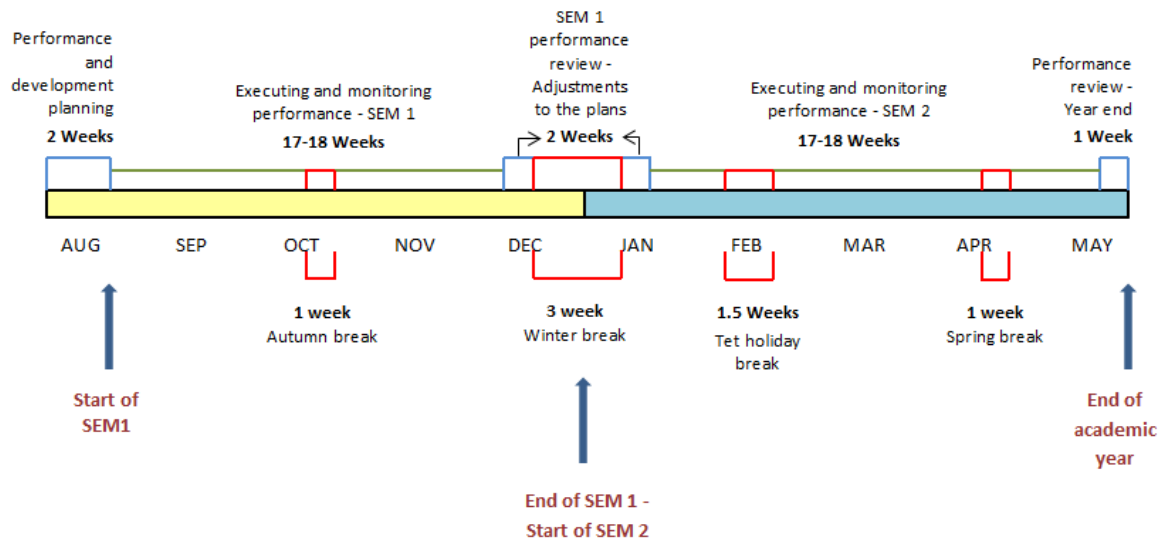 Performance
and
development
planning
2 Weeks
Executing and monitoring
performance - SEM 1
17-18 Weeks
SEM 1
performance
review -
Adjustments
to the plans
2 Weeks
Executing and monitoring
performance - SEM 2
17-18 Weeks
Performance
review -
Year end
1 Week
AUG SEP OCT NOV DEC JAN FEB MAR APR MAY
1 week
Autumn break
3 week
Winter break
1.5 Weeks
Tet holiday
break
1 week
Spring break
Start of
SEM1
End of SEM 1 -
Start of SEM 2
End of
academic
year